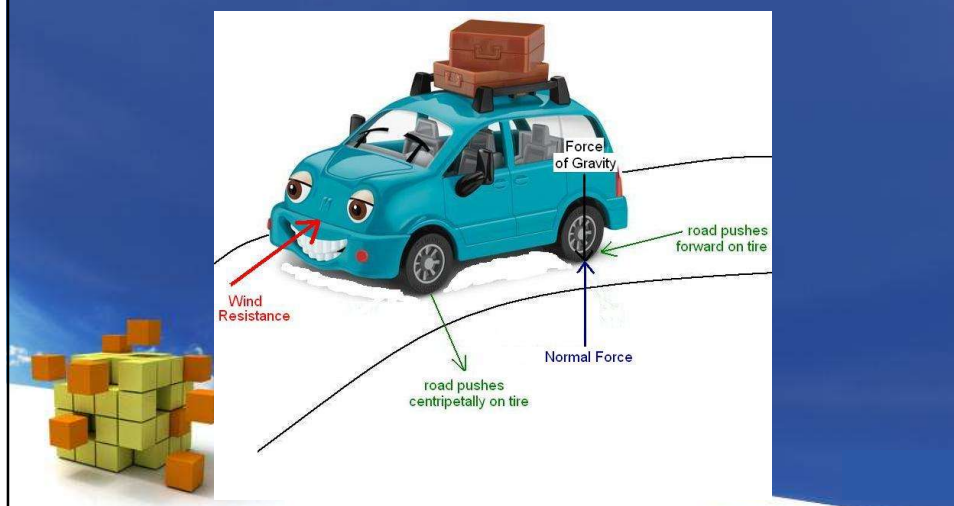 Force
of Gravity
road pushes
forward on tire
Wind
Resistance
Normal Force
road pushes
centripetally on tire